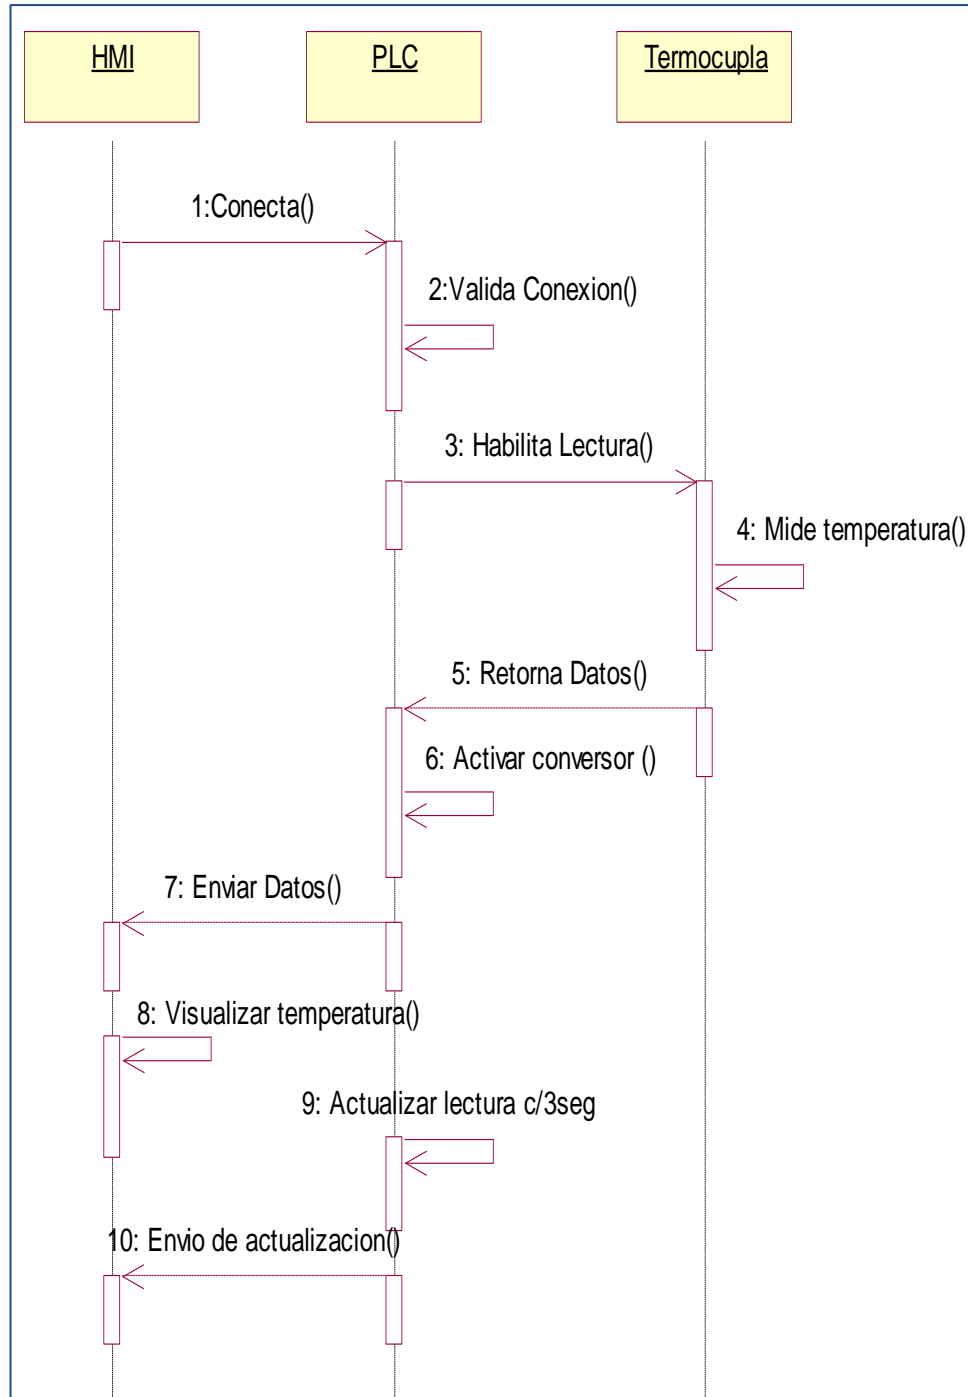 HMI
PLC
Termocupla
1:Conecta()
2:Valida Conexion()
3: Habilita Lectura()
4: Mide temperatura()
5: Retorna Datos()
6: Activar conversor ()
7: Enviar Datos()
8: Visualizar temperatura()
9: Actualizar lectura c/3seg
10: Envio de actualizacion()